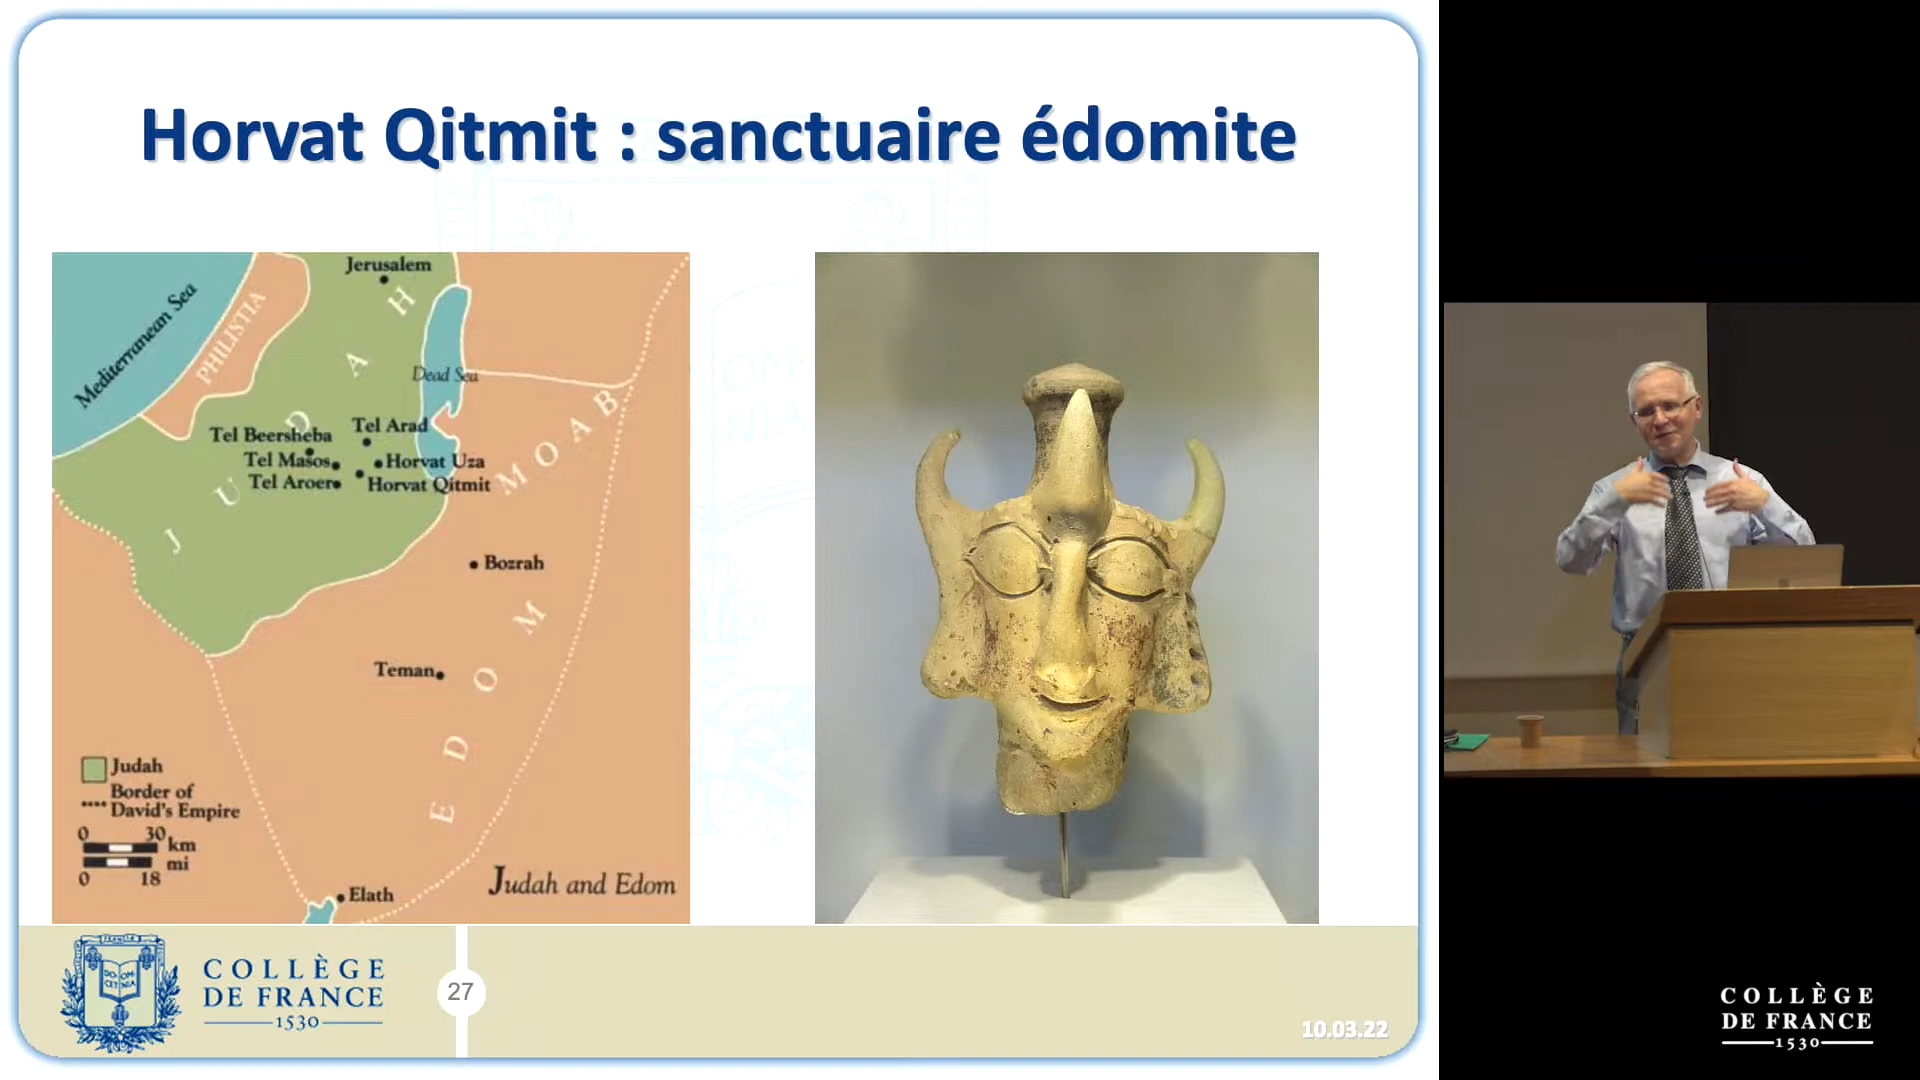 Horvat Qitmit : sanctuaire édomite
Jerusalem
Mediterranean Sea
PHILISTIA
JUDAH
Dead Sea
Tel Beersheba
Tel Arad
Tel Masos
Horvat Uza
Tel Aroer
Horvat Qitmit
MOAB
Bozrah
EDOM
Teman
Judah
Border of
David's Empire
0 30 km
mi
0 18
Elath
Judah and Edom
COLLÈGE
DE FRANCE
1530
27
10.03.22
COLLÈGE
DE FRANCE
1530